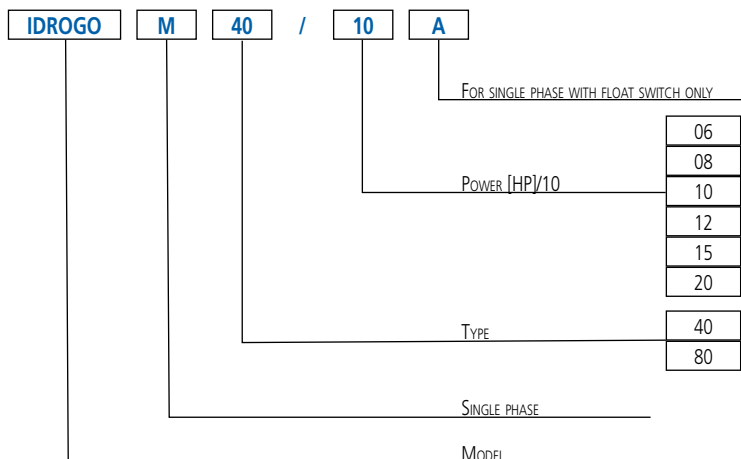 IDROGO M 40 / 10 A
For single phase with float switch only
06
08
Power [HP]/10
10
12
15
20
Type
40
80
Single phase
Model